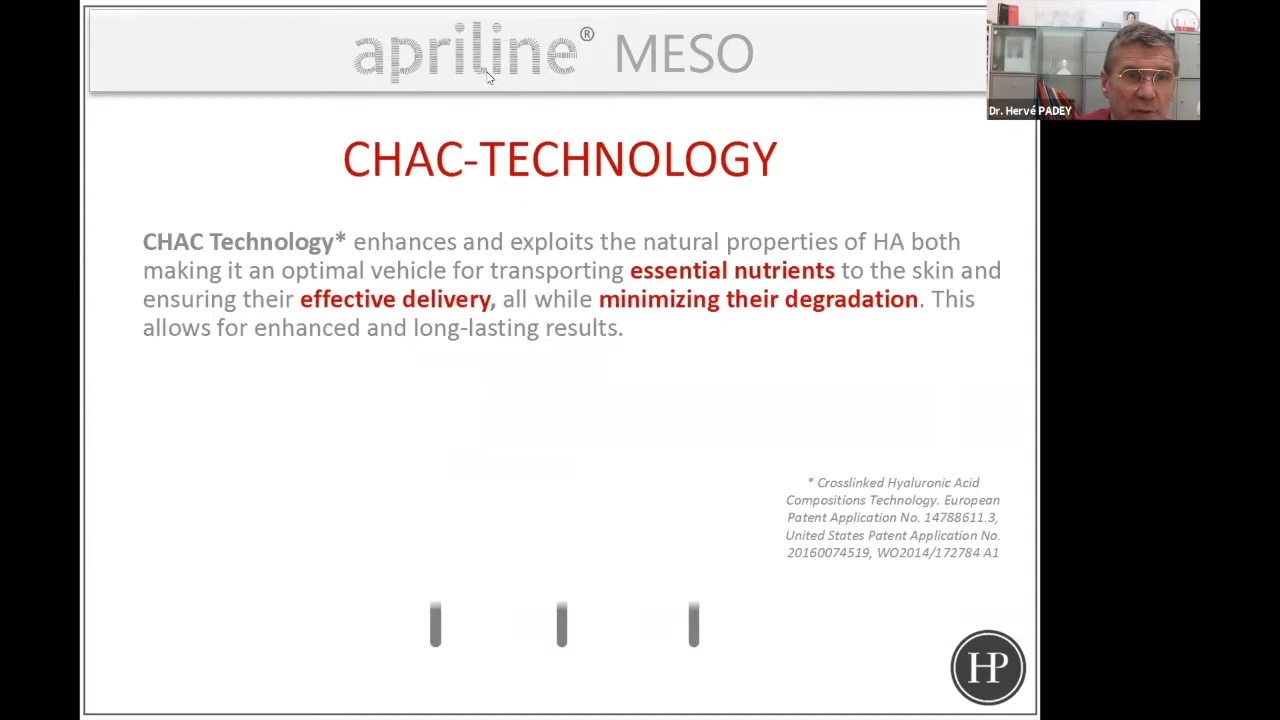 apriline® MESO
Dr. Hervé PADEY
CHAC-TECHNOLOGY
CHAC Technology* enhances and exploits the natural properties of HA both
making it an optimal vehicle for transporting essential nutrients to the skin and
ensuring their effective delivery, all while minimizing their degradation. This
allows for enhanced and long-lasting results.
* Crosslinked Hyaluronic Acid
Compositions Technology. European
Patent Application No. 14788611.3,
United States Patent Application No.
20160074519, WO2014/172784 A1
HP